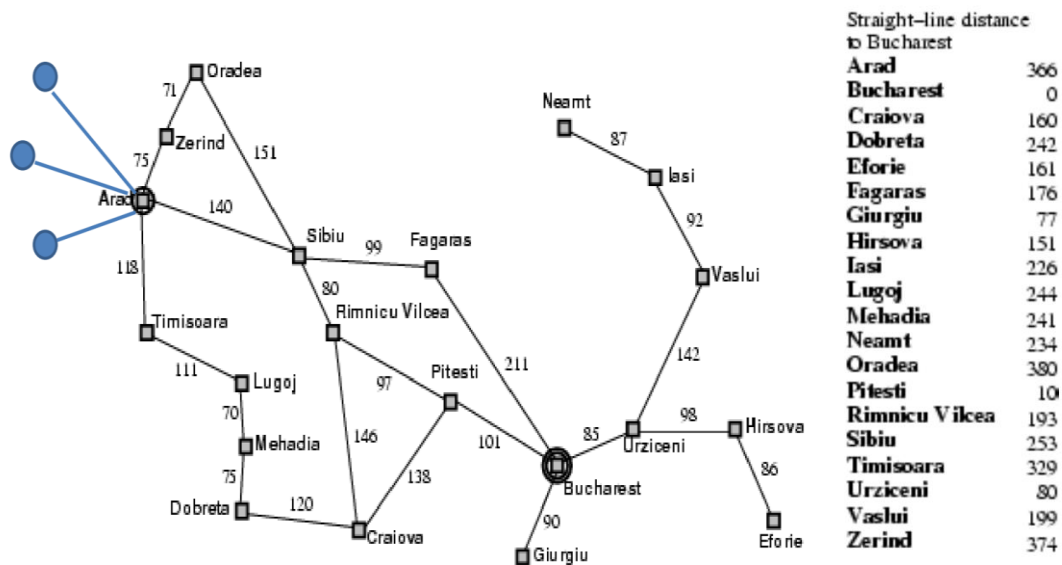 Oradea
71
Neamt
Zerind
87
151
75
Iasi
Arad
140
92
Sibiu
Fagaras
99
118
Vaslui
80
Timisoara
Rimnicu Vilcea
142
111
Pitesti
211
Lugoj
97
70
98
Hirsova
146
85
Urziceni
Mehadia
101
86
75
138
Bucharest
Dobreta
120
90
Craiova
Eforie
Giurgiu
Straight–line distance
to Bucharest
Arad 366
Bucharest 0
Craiova 160
Dobreta 242
Eforie 161
Fagaras 176
Giurgiu 77
Hirsova 151
Iasi 226
Lugoj 244
Mehadia 241
Neamt 234
Oradea 380
Pitesti 10
Rimnicu Vilcea 193
Sibiu 253
Timisoara 329
Urziceni 80
Vaslui 199
Zerind 374